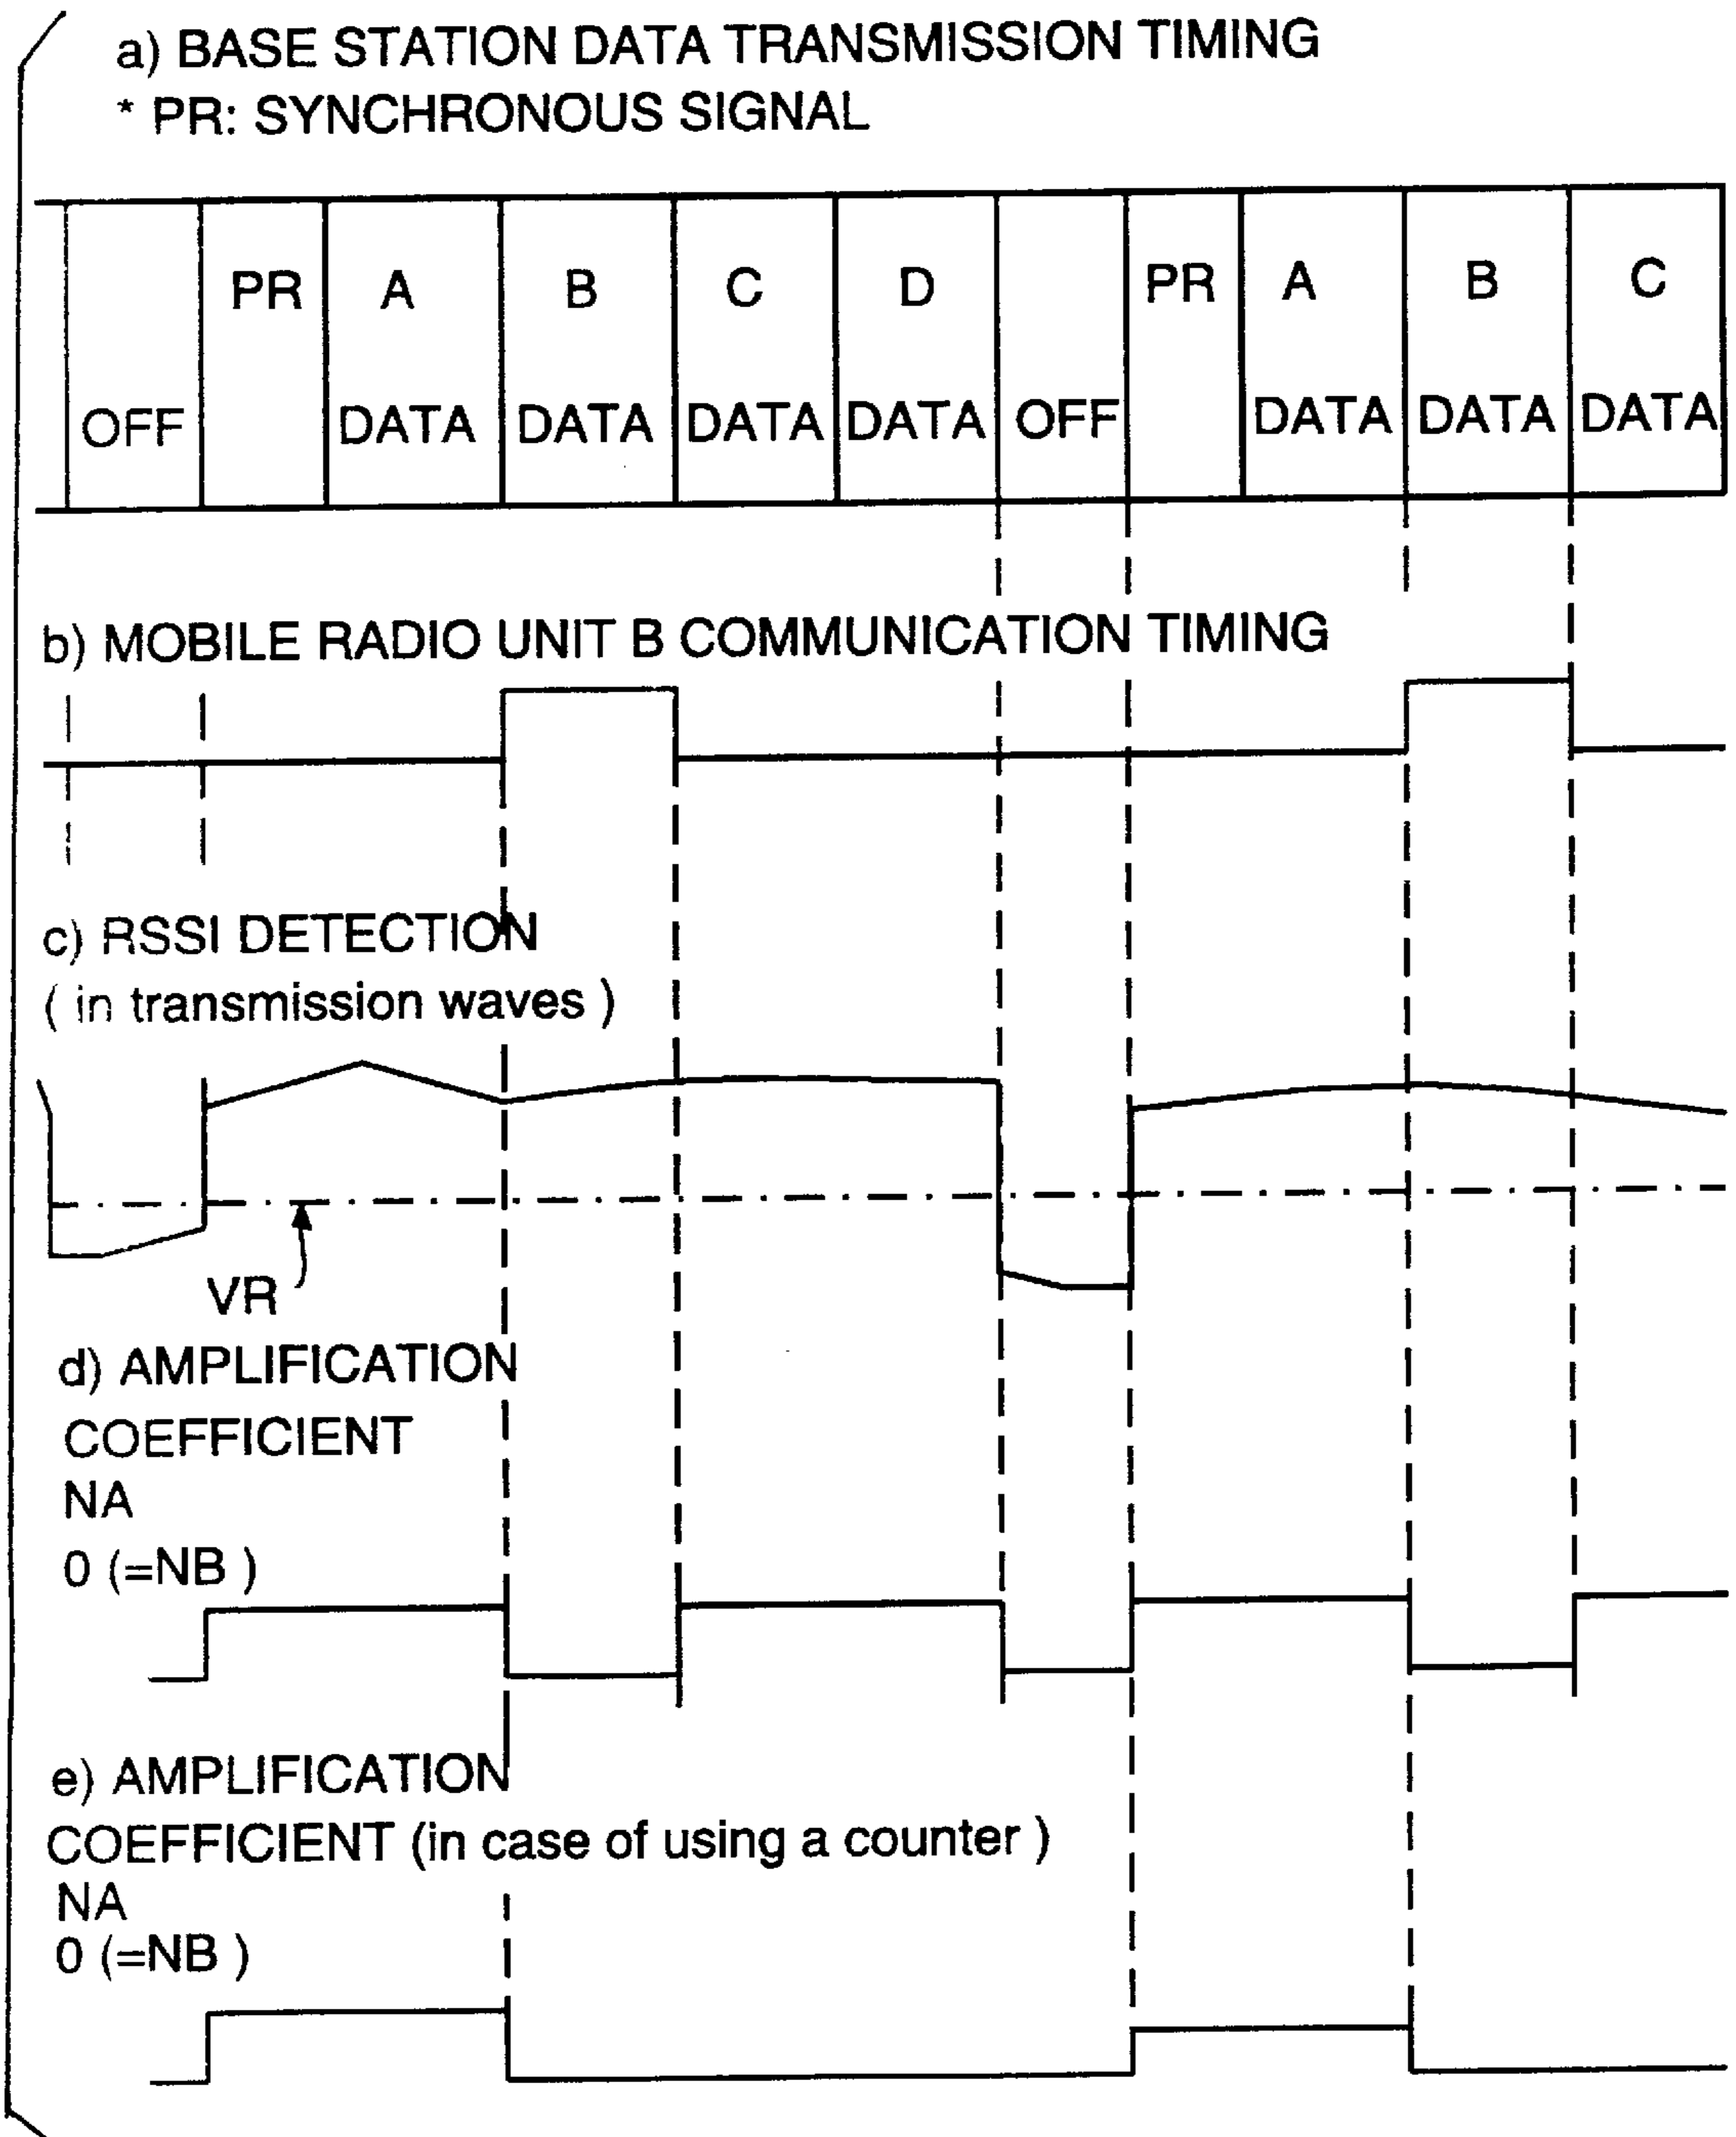 a) BASE STATION DATA TRANSMISSION TIMING
* PR: SYNCHRONOUS SIGNAL
PR A B C D PR A B C
OFF DATA DATA DATA DATA OFF DATA DATA DATA
b) MOBILE RADIO UNIT B COMMUNICATION TIMING
c) RSSI DETECTION
( in transmission waves )
VR
d) AMPLIFICATION
COEFFICIENT
NA
0 (=NB )
e) AMPLIFICATION
COEFFICIENT (in case of using a counter )
NA
0 (=NB )